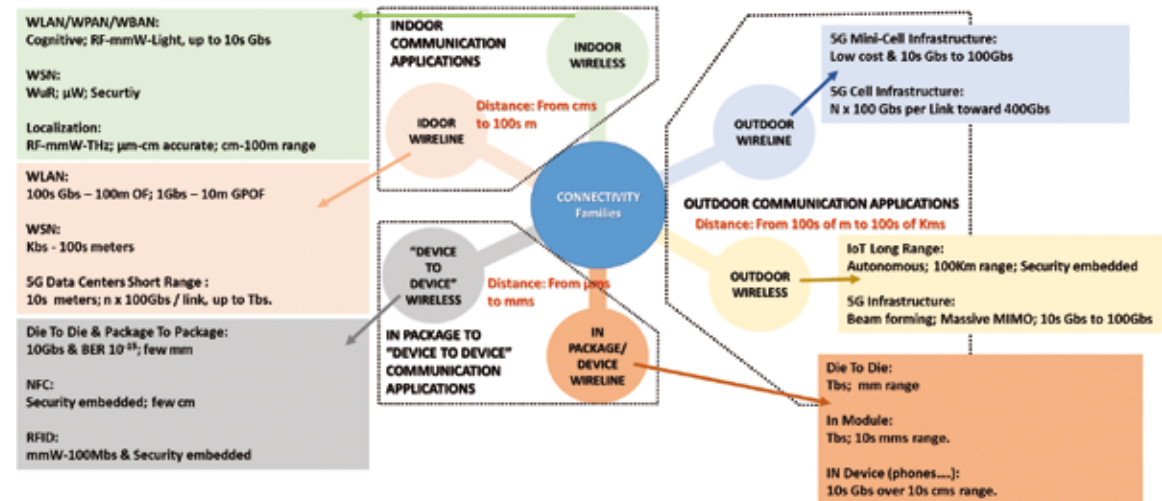 WLAN/WPAN/WBAN:
Cognitive; RF-mmW-Light, up to 10s Gbs
WSN:
WuR; µW; Securtiy
Localization:
RF-mmW-THz; µm-cm accurate; cm-100m range
WLAN:
100s Gbs – 100m OF; 1Gbs – 10m GPOF
WSN:
Kbs - 100s meters
5G Data Centers Short Range :
10s meters; n x 100Gbs / link, up to Tbs.
Die To Die & Package To Package:
10Gbs & BER 10⁻¹⁵; few mm
NFC:
Security embedded; few cm
RFID:
mmW-100Mbs & Security embedded
INDOOR
COMMUNICATION
APPLICATIONS
INDOOR
WIRELESS
IDOOR
WIRELINE
Distance: From cms
to 100s m
CONNECTIVITY
Families
"DEVICE
TO
DEVICE"
WIRELESS
Distance: From µms
to mms
IN PACKAGE TO
"DEVICE TO DEVICE"
COMMUNICATION
APPLICATIONS
IN
PACKAGE/
DEVICE
WIRELINE
OUTDOOR
WIRELINE
OUTDOOR COMMUNICATION APPLICATIONS
Distance: From 100s of m to 100s of Kms
OUTDOOR
WIRELESS
5G Mini-Cell Infrastructure:
Low cost & 10s Gbs to 100Gbs
5G Cell Infrastructure:
N x 100 Gbs per Link toward 400Gbs
IoT Long Range:
Autonomous; 100Km range; Security embedded
5G Infrastructure:
Beam forming; Massive MIMO; 10s Gbs to 100Gbs
Die To Die:
Tbs; mm range
In Module:
Tbs; 10s mms range.
IN Device (phones....):
10s Gbs over 10s cms range.